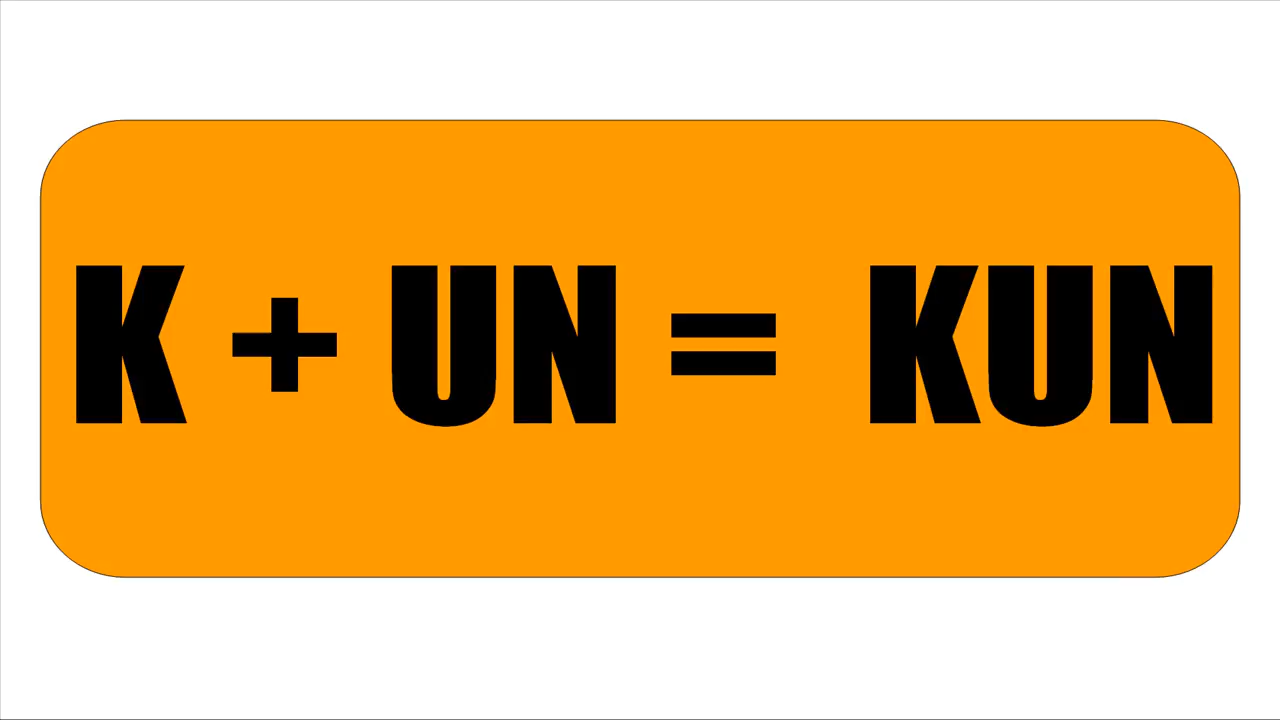 K + UN = KUN